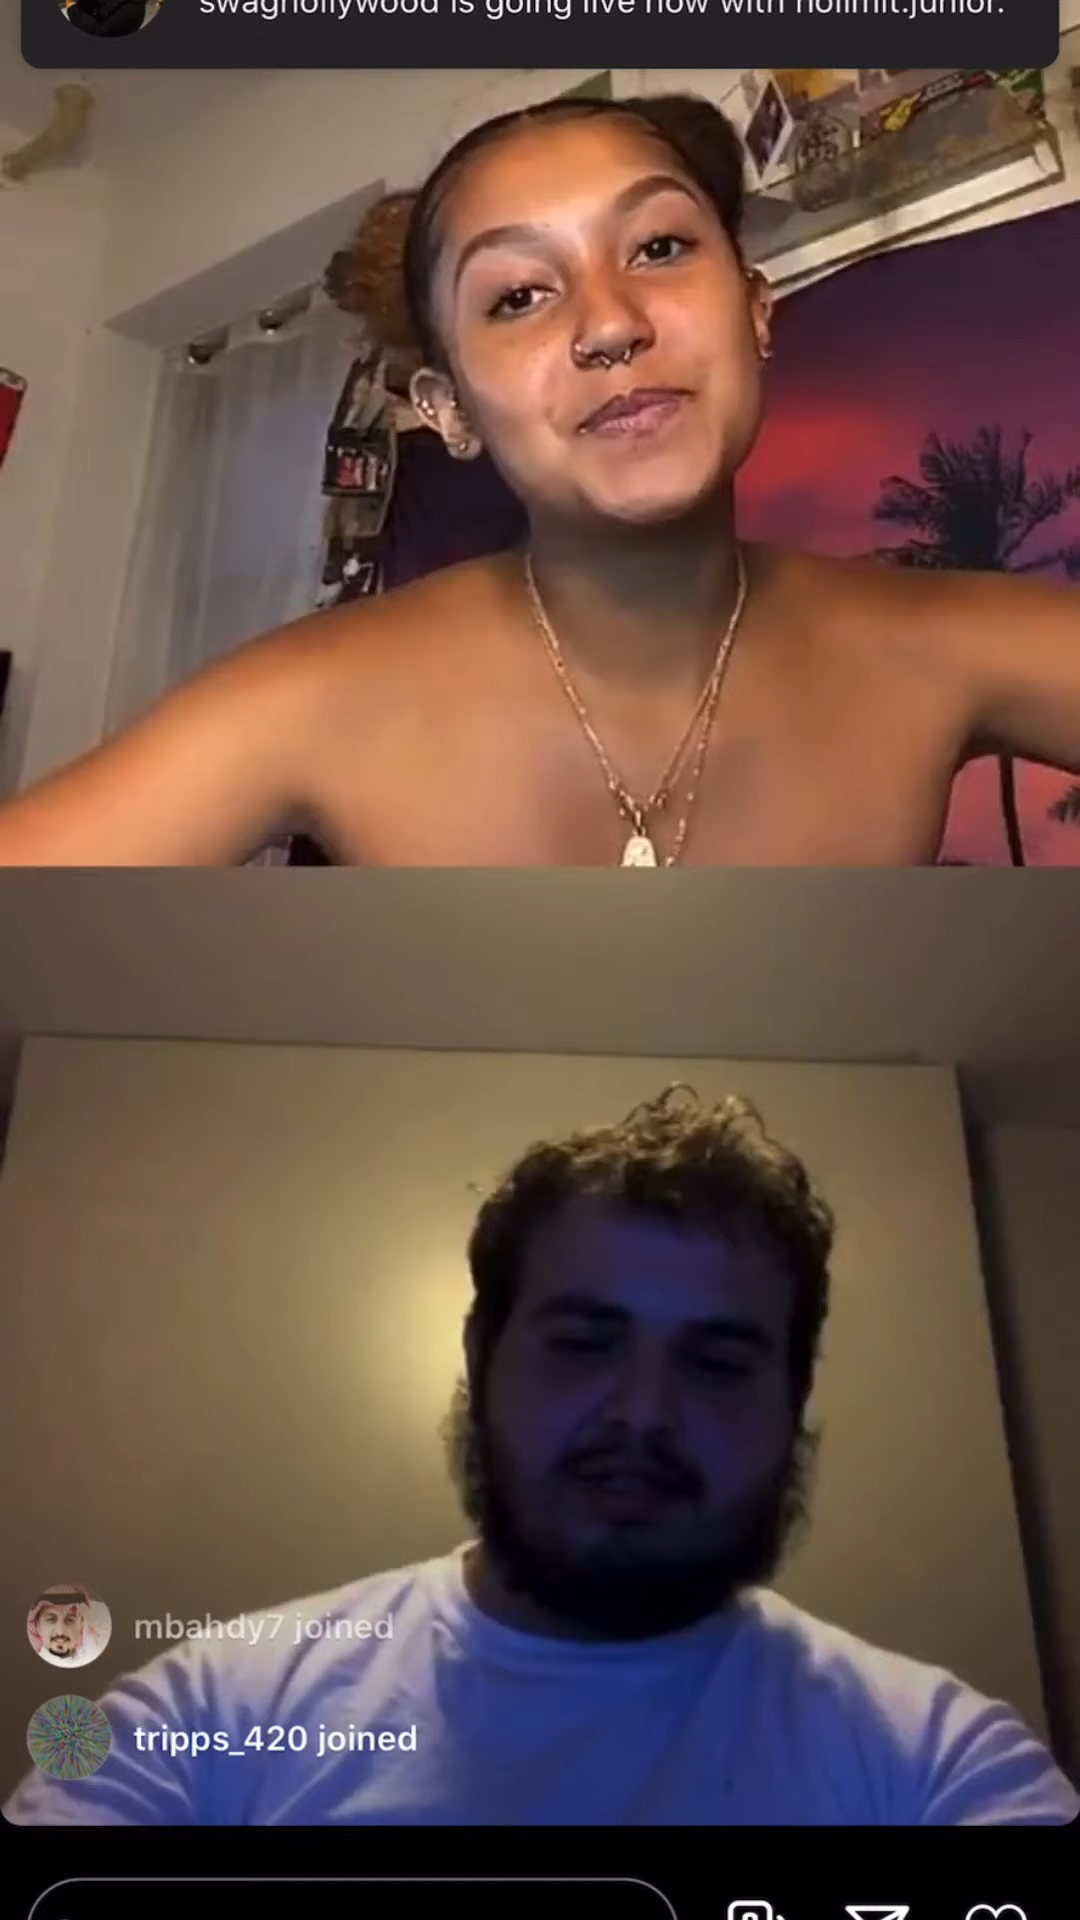 swaghollywood is going live now with nolimit.junior.
mbahdy7 joined
tripps_420 joined